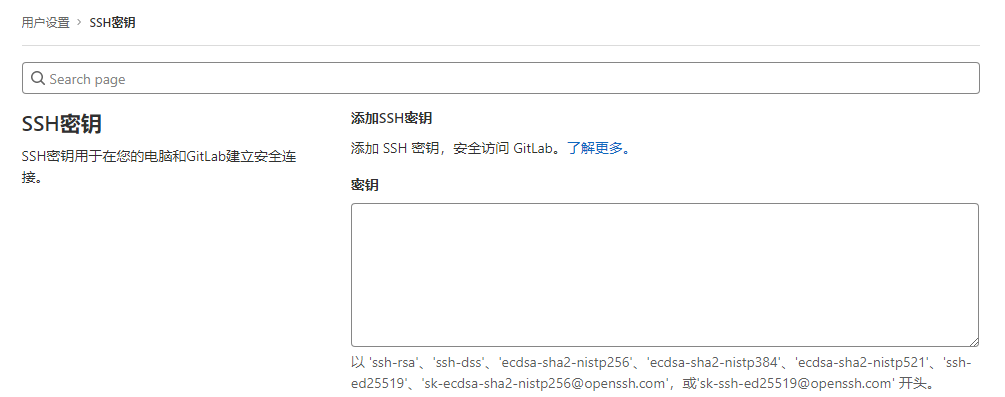 用户设置 > SSH密钥
Search page
SSH密钥
SSH密钥用于在您的电脑和GitLab建立安全连
接。
添加SSH密钥
添加 SSH 密钥，安全访问 GitLab。了解更多。
密钥
以 'ssh-rsa'、'ssh-dss'、'ecdsa-sha2-nistp256'、'ecdsa-sha2-nistp384'、'ecdsa-sha2-nistp521'、'ssh-
ed25519'、'sk-ecdsa-sha2-nistp256@openssh.com'，或'sk-ssh-ed25519@openssh.com' 开头。